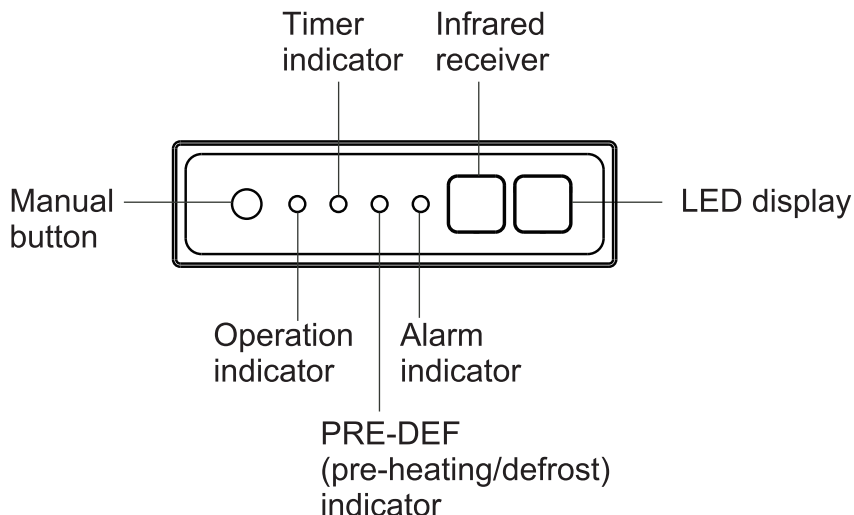 Timer
indicator
Infrared
receiver
Manual
button
LED display
Operation
indicator
Alarm
indicator
PRE-DEF
(pre-heating/defrost)
indicator